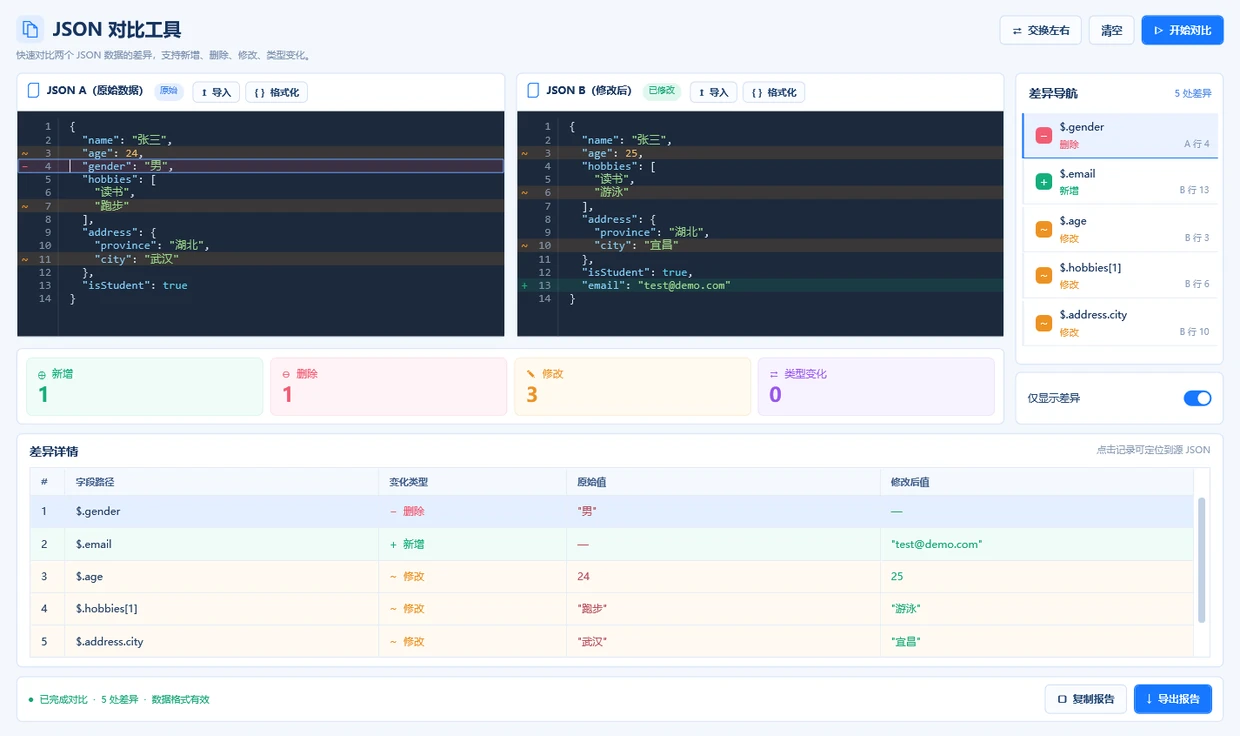 JSON 对比工具
⇄ 交换左右
清空
▷ 开始对比
快速对比两个 JSON 数据的差异，支持新增、删除、修改、类型变化。
JSON A（原始数据）
原始
导入
{ } 格式化
1 {
2 "name": "张三",
~ 3 "age": 24,
− 4 "gender": "男",
5 "hobbies": [
6 "读书",
~ 7 "跑步"
8 ],
9 "address": {
10 "province": "湖北",
~ 11 "city": "武汉"
12 },
13 "isStudent": true
14 }
JSON B（修改后）
已修改
导入
{ } 格式化
1 {
2 "name": "张三",
~ 3 "age": 25,
4 "hobbies": [
5 "读书",
~ 6 "游泳"
7 ],
8 "address": {
9 "province": "湖北",
~ 10 "city": "宜昌"
11 },
12 "isStudent": true,
+ 13 "email": "test@demo.com"
14 }
差异导航
5 处差异
− $.gender
删除 A 行 4
+ $.email
新增 B 行 13
~ $.age
修改 B 行 3
~ $.hobbies[1]
修改 B 行 6
~ $.address.city
修改 B 行 10
仅显示差异
⊕ 新增
1
⊖ 删除
1
修改
3
⇄ 类型变化
0
差异详情
点击记录可定位到源 JSON
# 字段路径 变化类型 原始值 修改后值
1 $.gender − 删除 "男" —
2 $.email + 新增 — "test@demo.com"
3 $.age ~ 修改 24 25
4 $.hobbies[1] ~ 修改 "跑步" "游泳"
5 $.address.city ~ 修改 "武汉" "宜昌"
● 已完成对比 · 5 处差异 · 数据格式有效
复制报告
↓ 导出报告